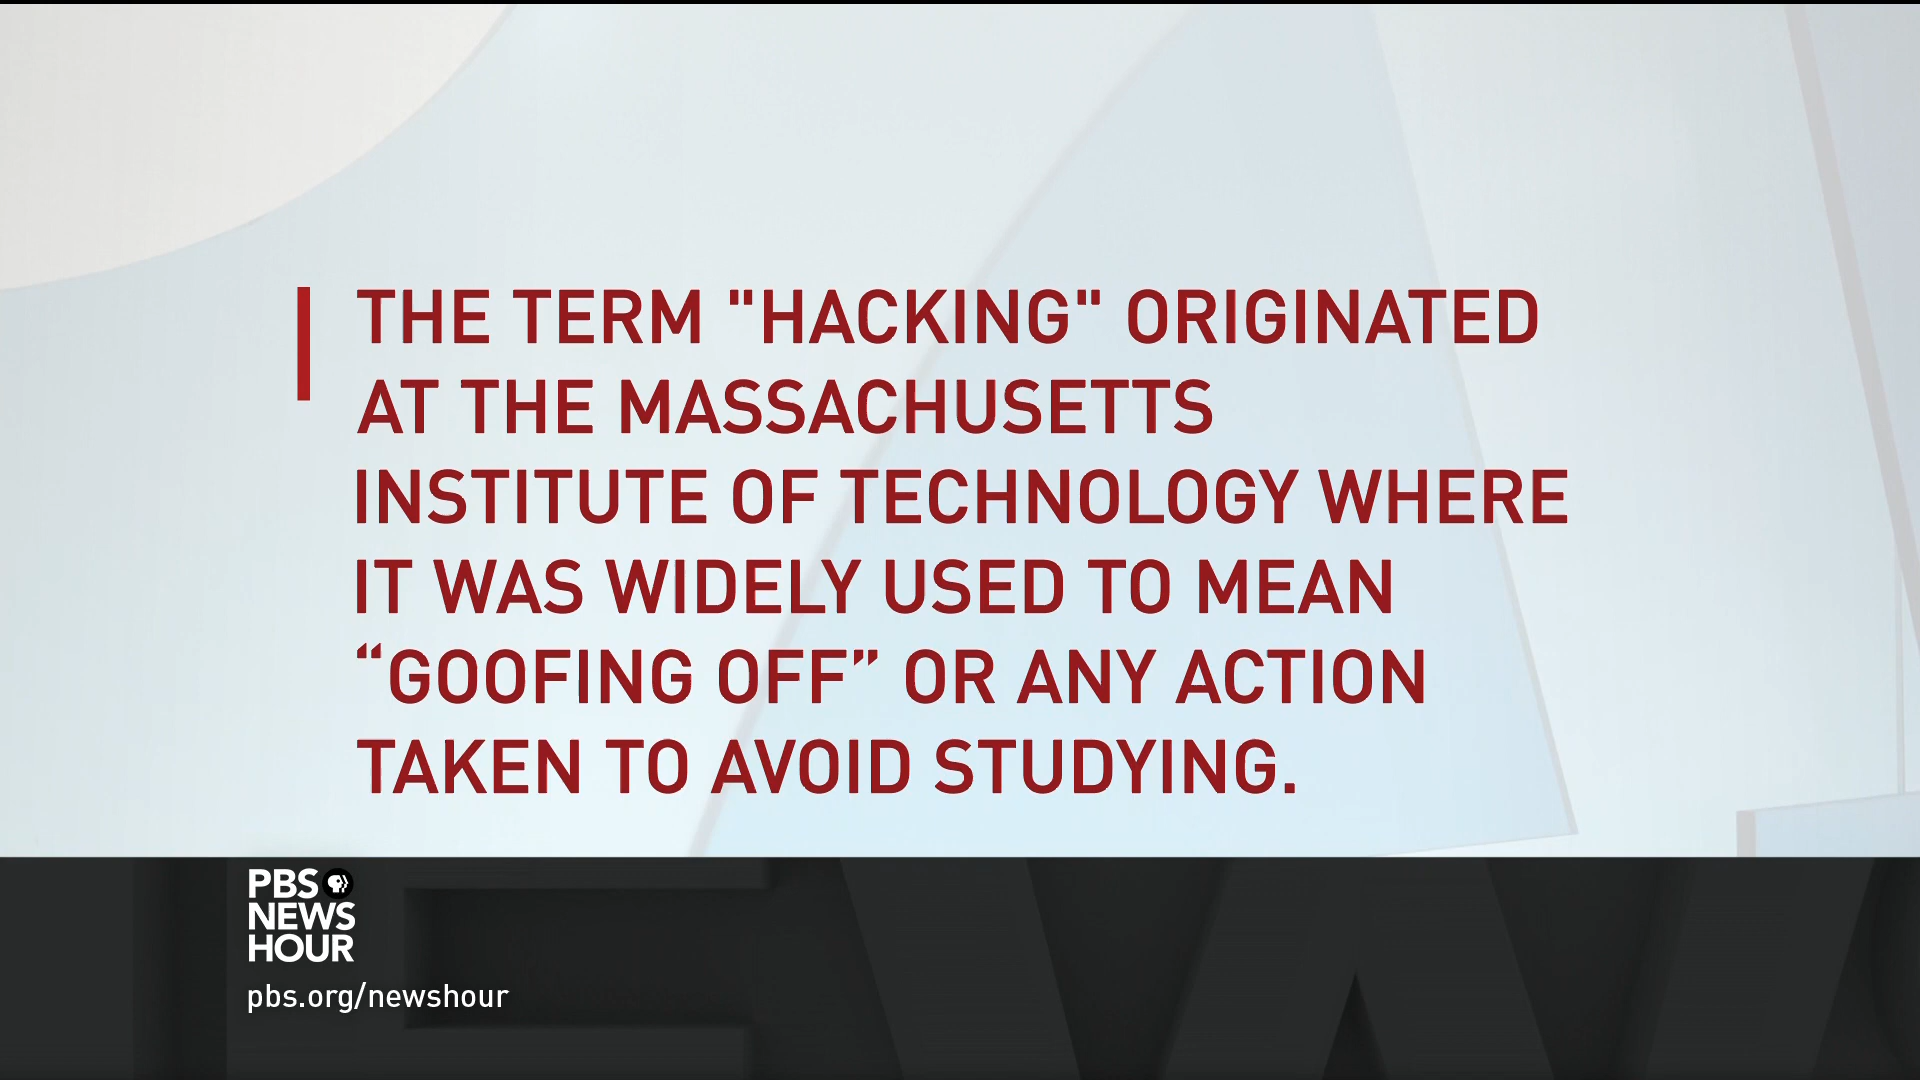 THE TERM "HACKING" ORIGINATED
AT THE MASSACHUSETTS
INSTITUTE OF TECHNOLOGY WHERE
IT WAS WIDELY USED TO MEAN
“GOOFING OFF” OR ANY ACTION
TAKEN TO AVOID STUDYING.
PBS
NEWS
HOUR
pbs.org/newshour